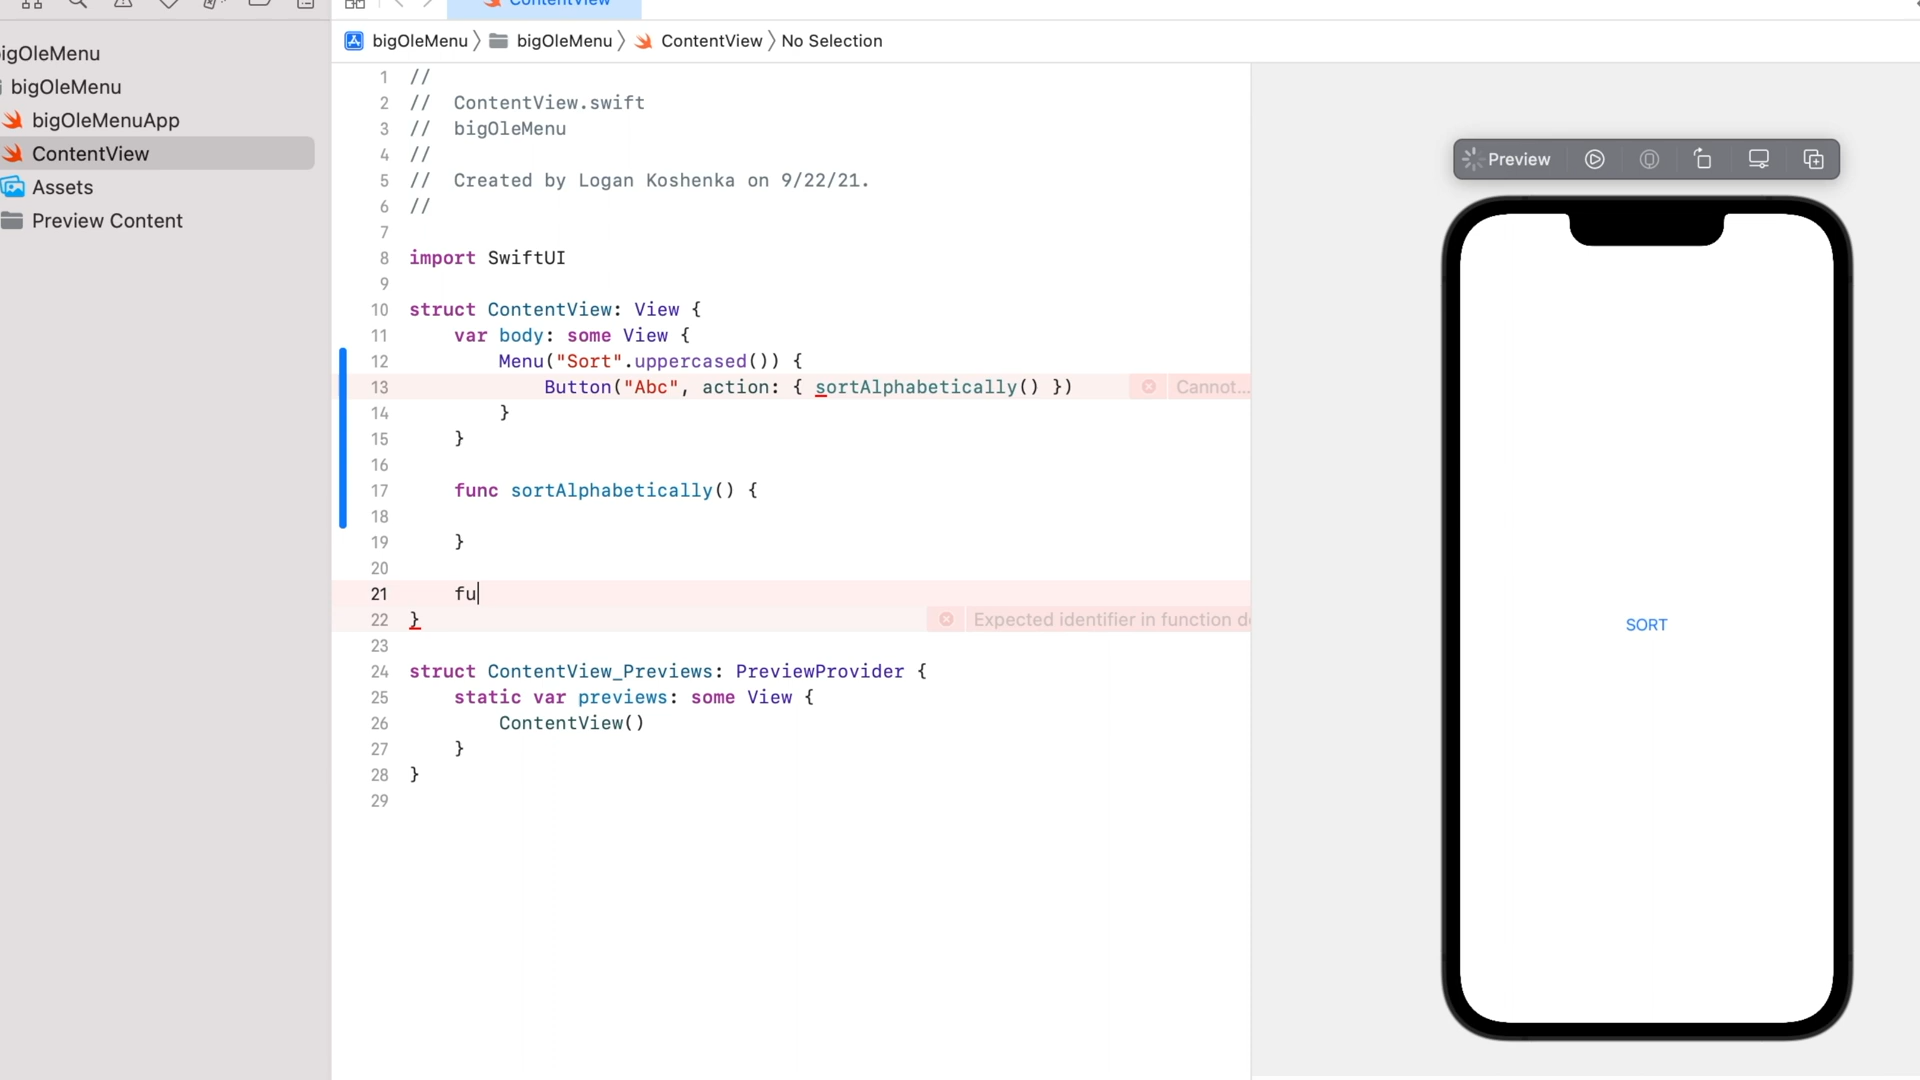 ContentView
bigOleMenu
bigOleMenu
ContentView
No Selection
igOleMenu
bigOleMenu
bigOleMenuApp
ContentView
Assets
Preview Content
1 //
2 // ContentView.swift
3 // bigOleMenu
4 //
5 // Created by Logan Koshenka on 9/22/21.
6 //
7
8 import SwiftUI
9
10 struct ContentView: View {
11 var body: some View {
12 Menu("Sort".uppercased()) {
13 Button("Abc", action: { sortAlphabetically() })
Cannot...
14 }
15 }
16
17 func sortAlphabetically() {
18
19 }
20
21 fu
22 }
Expected identifier in function d
23
24 struct ContentView_Previews: PreviewProvider {
25 static var previews: some View {
26 ContentView()
27 }
28 }
29
Preview
SORT